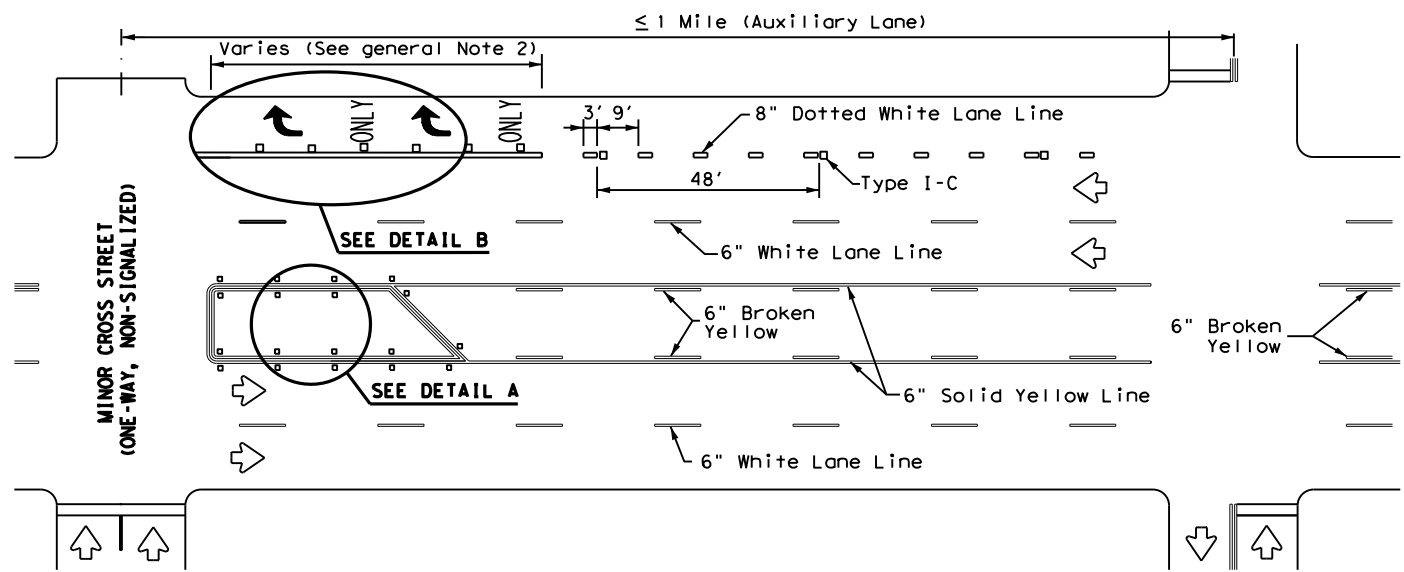 ≤ 1 Mile (Auxiliary Lane)
Varies (See general Note 2)
ONLY
ONLY
3' 9'
8" Dotted White Lane Line
48'
Type I-C
SEE DETAIL B
6" White Lane Line
MINOR CROSS STREET
(ONE-WAY, NON-SIGNALIZED)
6" Broken
Yellow
6" Broken
Yellow
SEE DETAIL A
6" Solid Yellow Line
6" White Lane Line